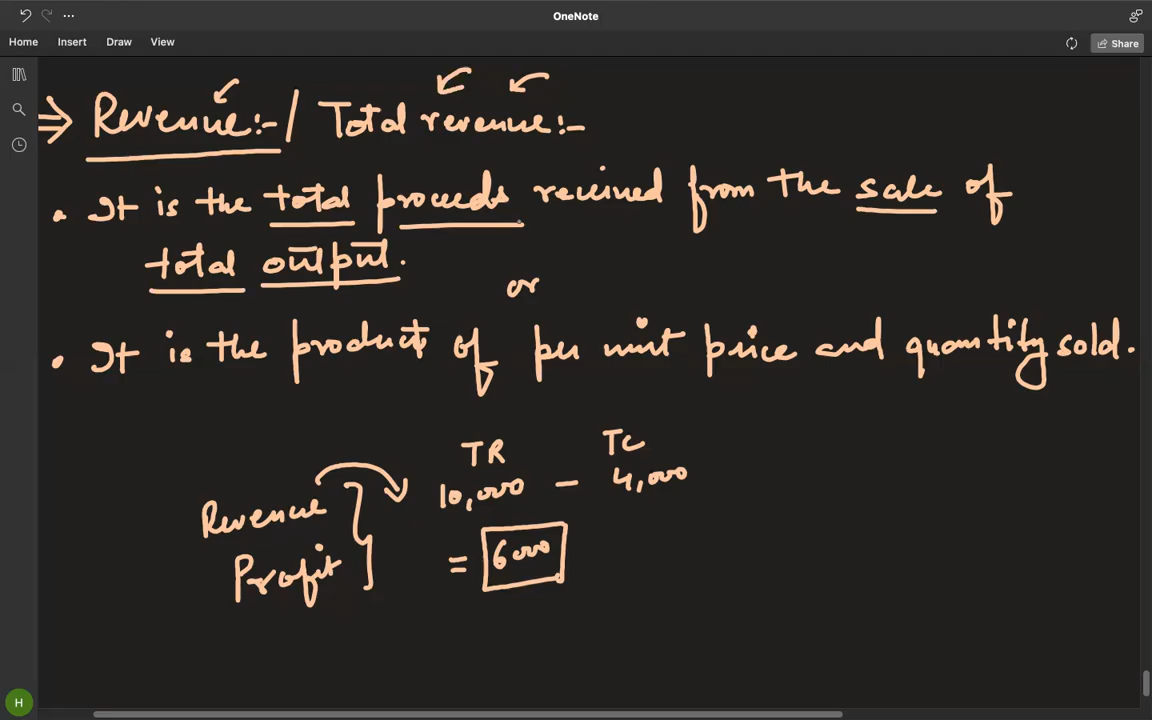 OneNote
Home Insert Draw View
Share
⇒ Revenue:- / Total revenue:-
• It is the total proceeds received from the sale of
total output.
or
• It is the product of per unit price and quantity sold.
TR TC
10,000 - 4,000
Revenue
Profit
= 6000
H